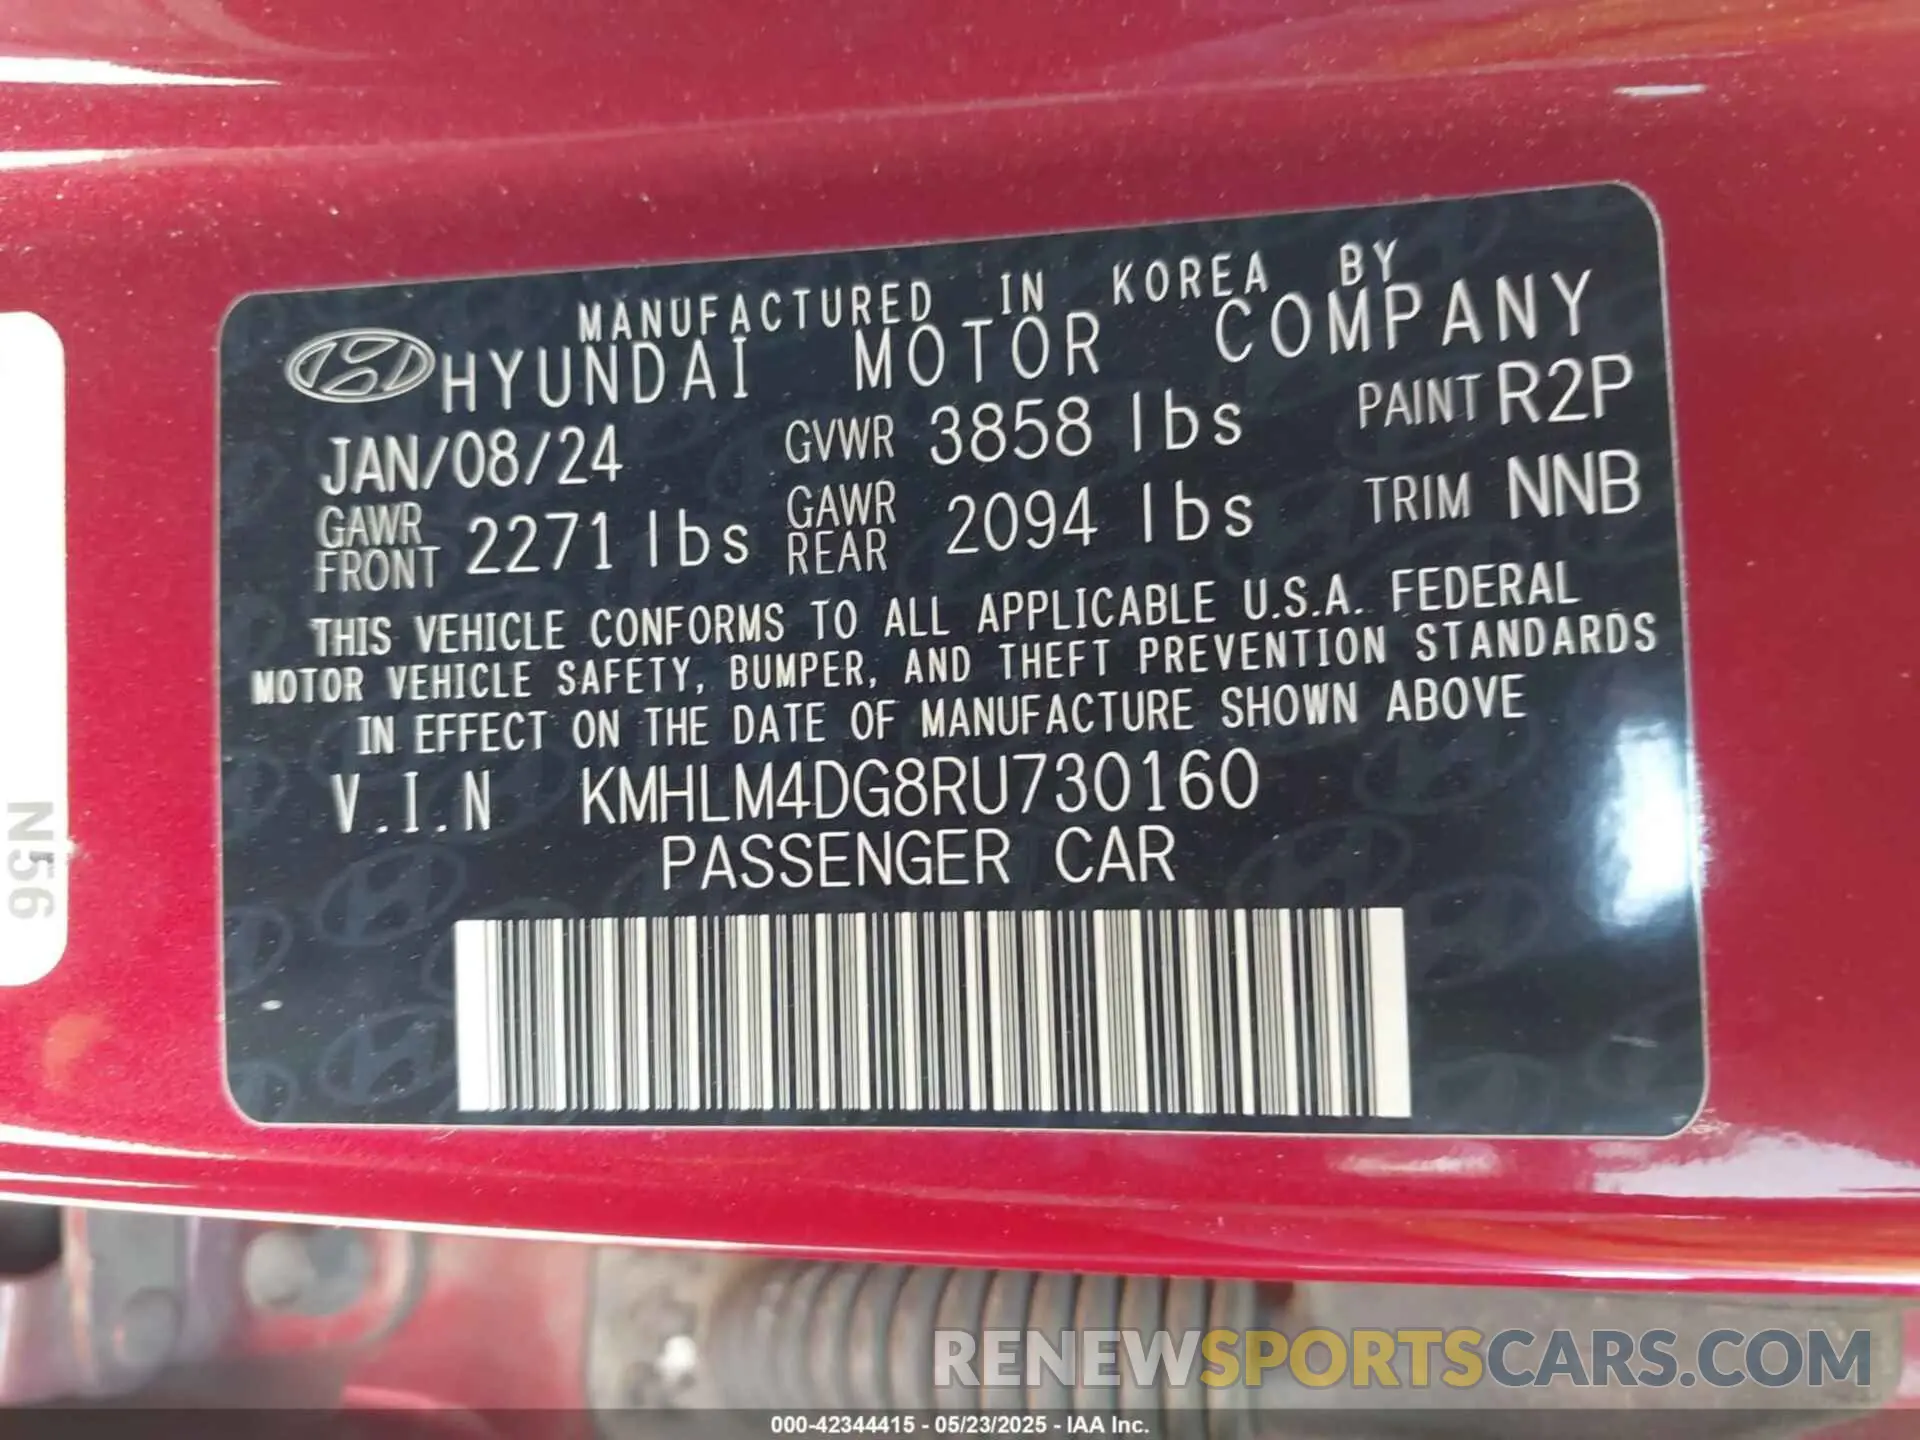 MANUFACTURED IN KOREA BY
HYUNDAI MOTOR COMPANY
JAN/08/24 GVWR 3858 lbs PAINT R2P
GAWR FRONT 2271 lbs GAWR REAR 2094 lbs TRIM NNB
THIS VEHICLE CONFORMS TO ALL APPLICABLE U.S.A. FEDERAL
MOTOR VEHICLE SAFETY, BUMPER, AND THEFT PREVENTION STANDARDS
IN EFFECT ON THE DATE OF MANUFACTURE SHOWN ABOVE
V.I.N KMHLM4DG8RU730160
PASSENGER CAR
N56
RENEWSPORTSCARS.COM
000-42344415 - 05/23/2025 - IAA Inc.